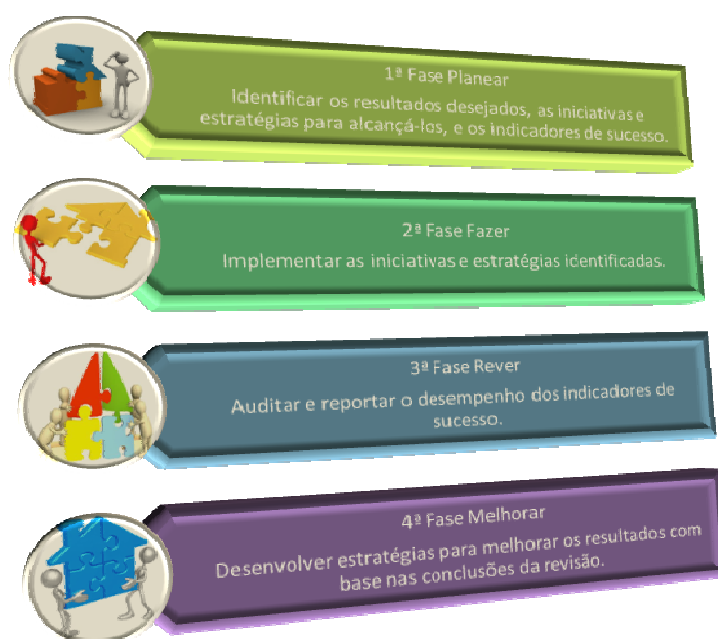 1ª Fase Planear
Identificar os resultados desejados, as iniciativas e
estratégias para alcançá-los, e os indicadores de sucesso.
2ª Fase Fazer
Implementar as iniciativas e estratégias identificadas.
3ª Fase Rever
Auditar e reportar o desempenho dos indicadores de
sucesso.
4ª Fase Melhorar
Desenvolver estratégias para melhorar os resultados com
base nas conclusões da revisão.